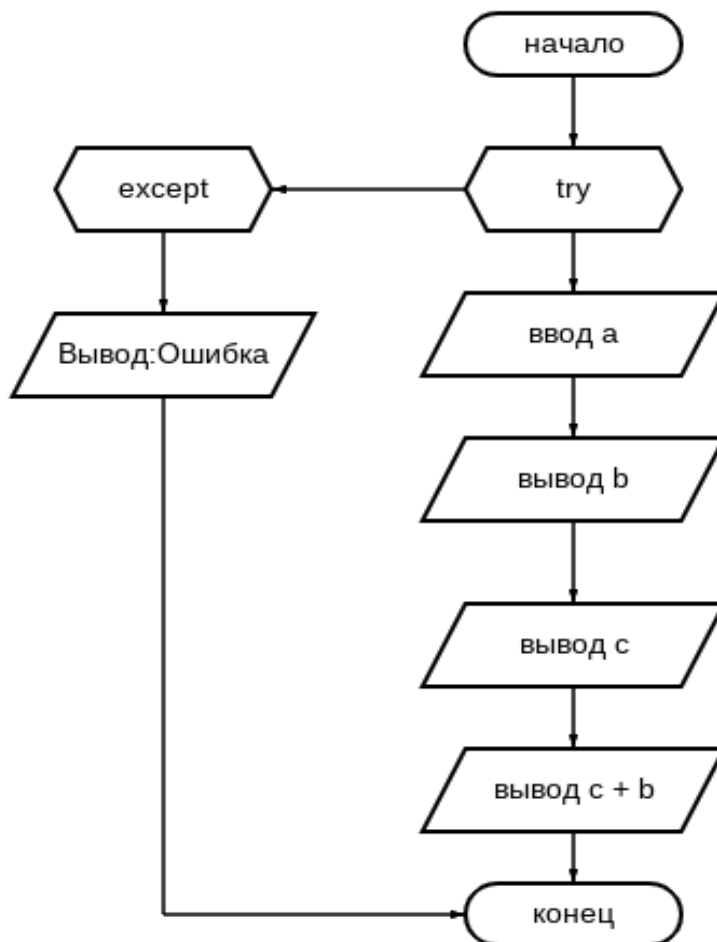 начало
except
try
ввод a
Вывод:Ошибка
вывод b
вывод c
вывод c + b
конец